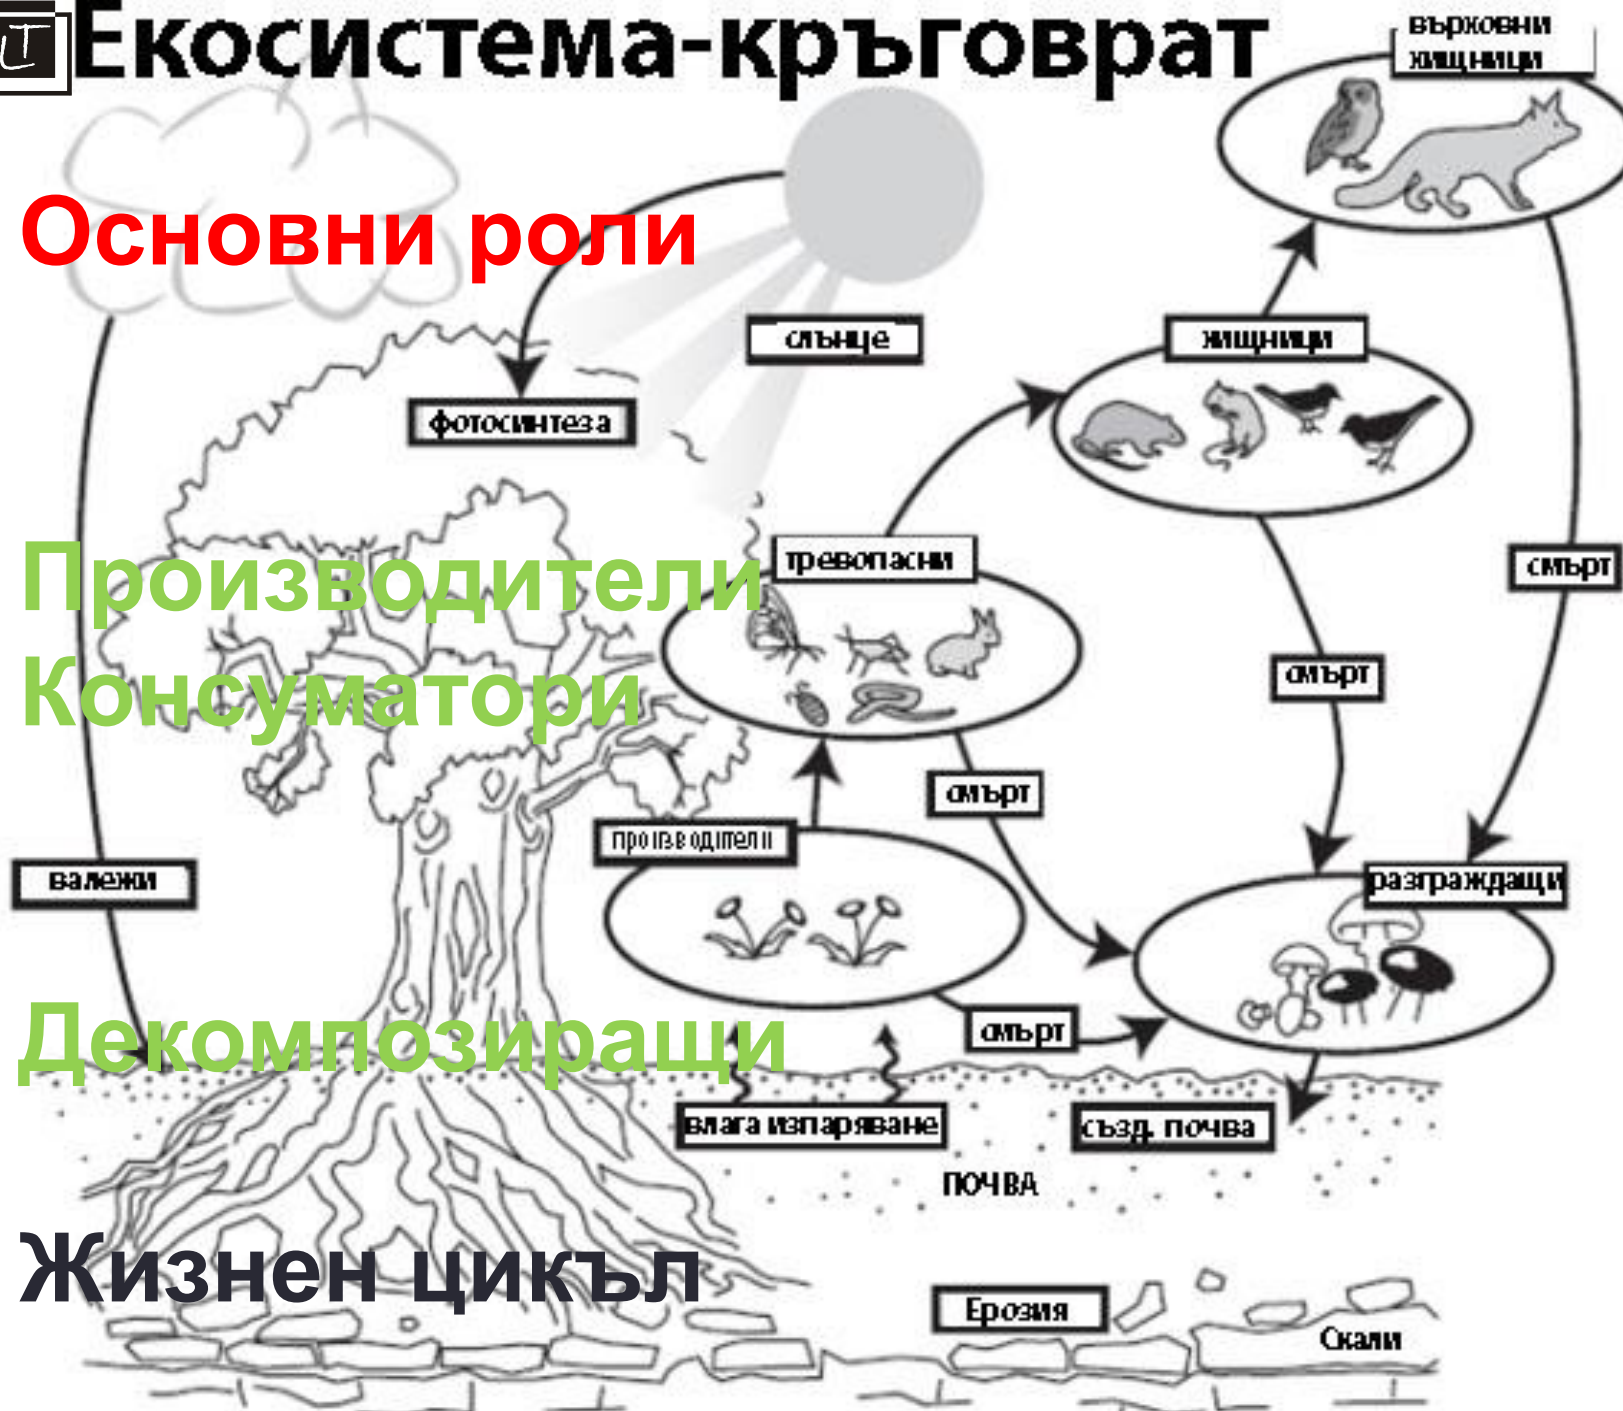 LT
Екосистема-кръговрат
върховни
хищници
Основни роли
слънце
хищници
фотосинтеза
тревопасни
смърт
Производители
смърт
Консуматори
смърт
производители
валежи
разграждащи
смърт
Декомпозиращи
влага изпаряване
създ. почва
ПОЧВА
Жизнен цикъл
Ерозия
Скали